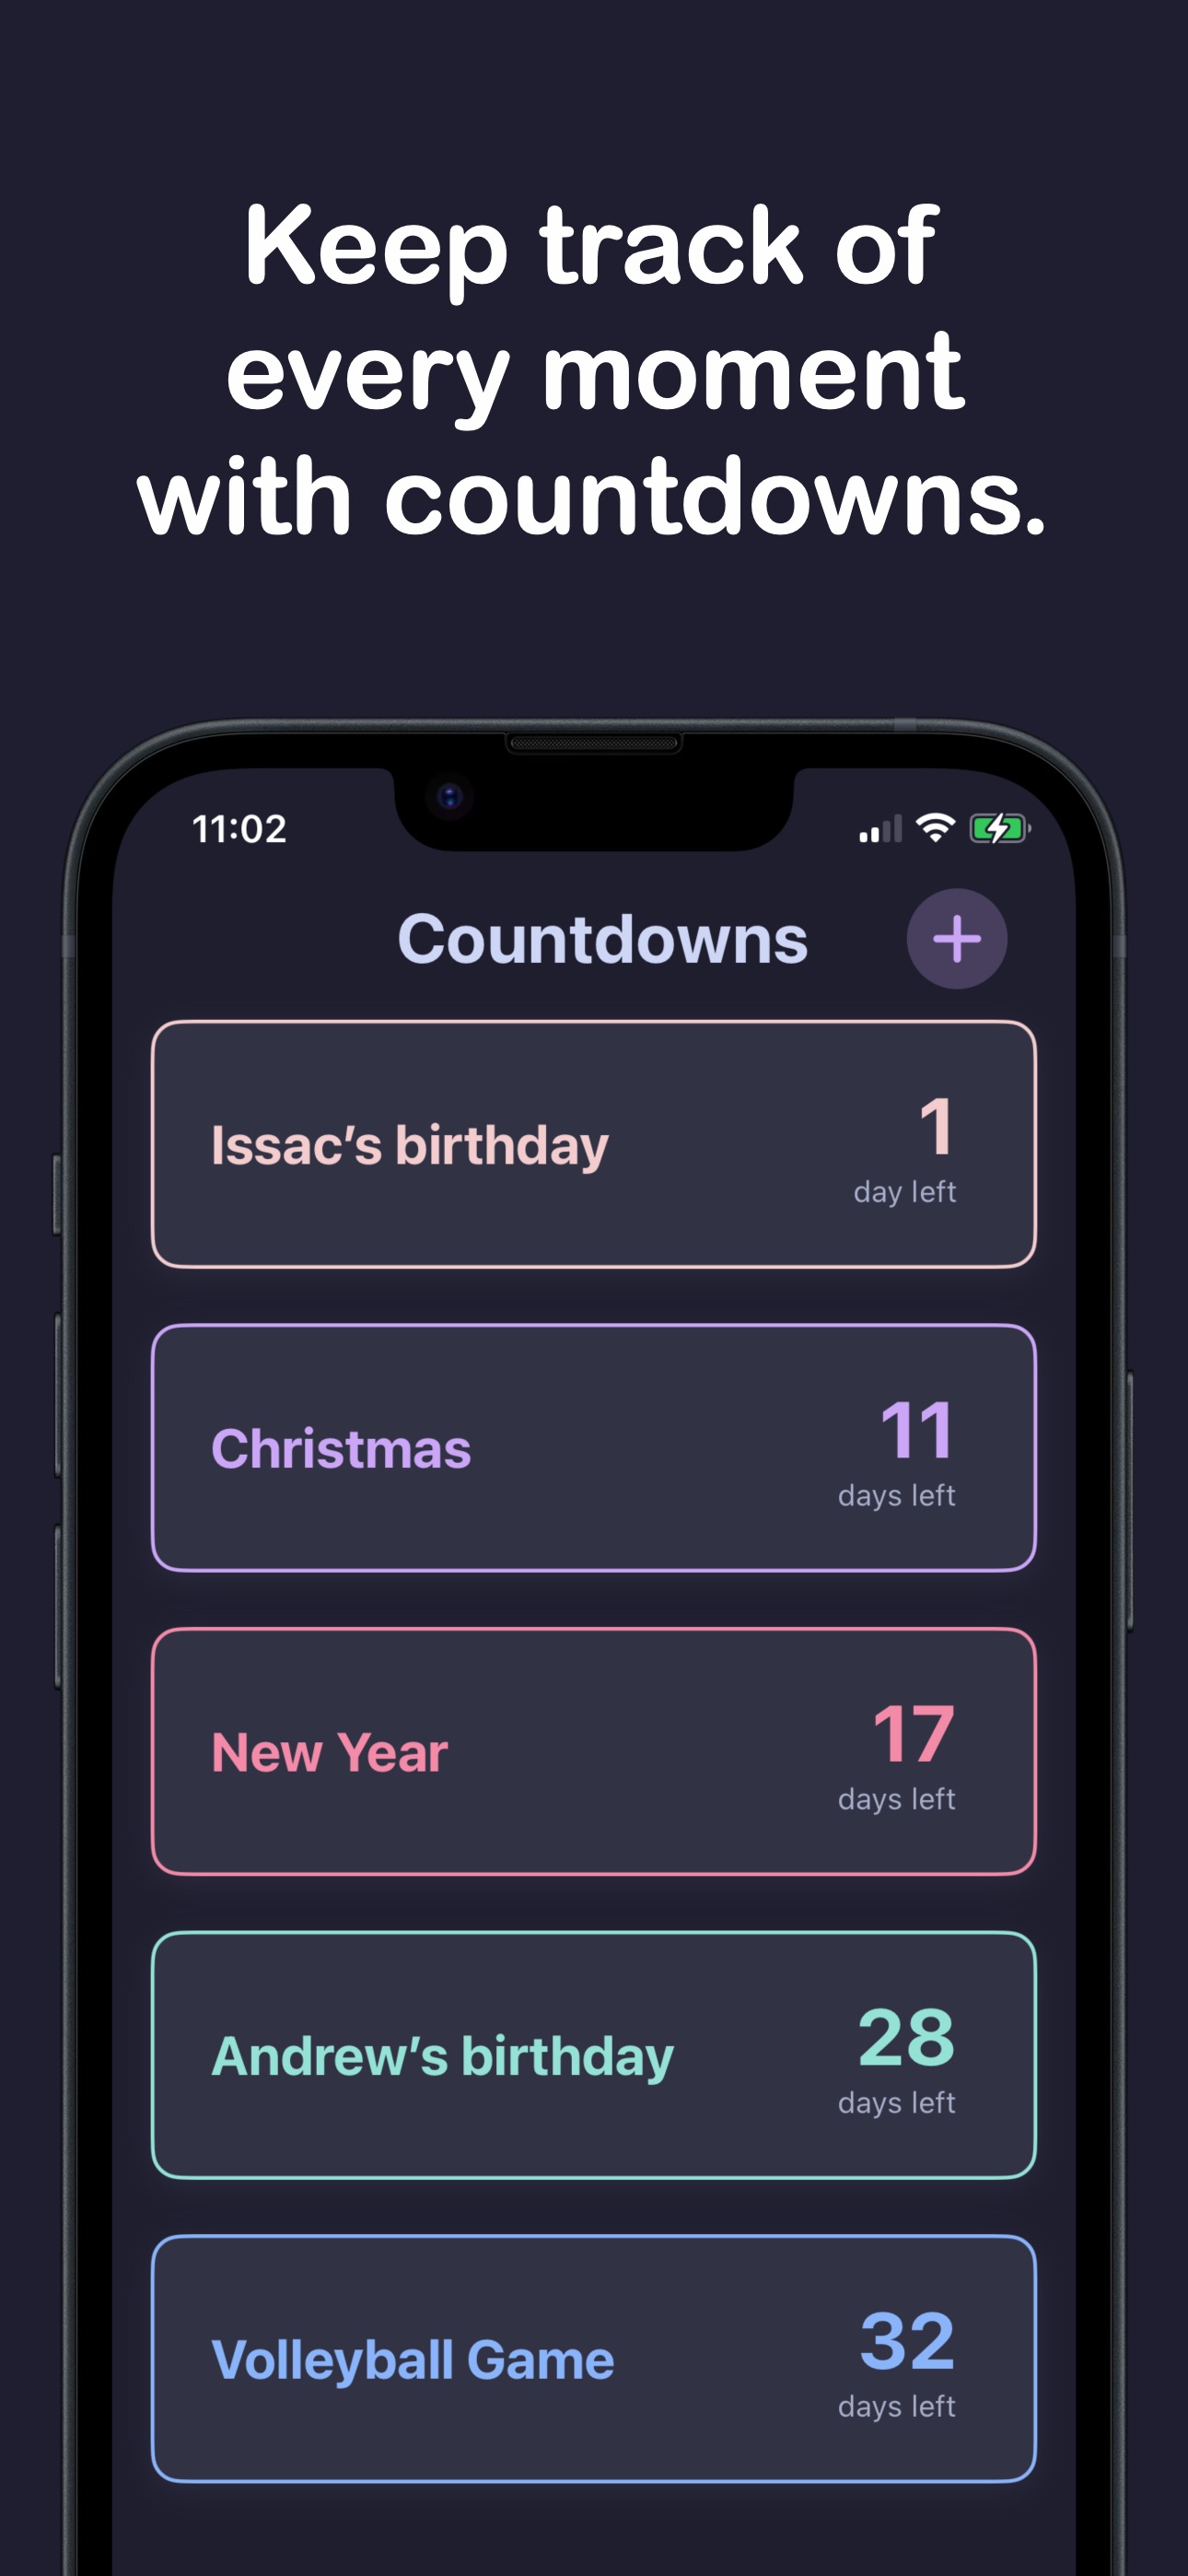 Keep track of
every moment
with countdowns.
11:02
Countdowns
Issac’s birthday
1
day left
Christmas
11
days left
New Year
17
days left
Andrew’s birthday
28
days left
Volleyball Game
32
days left